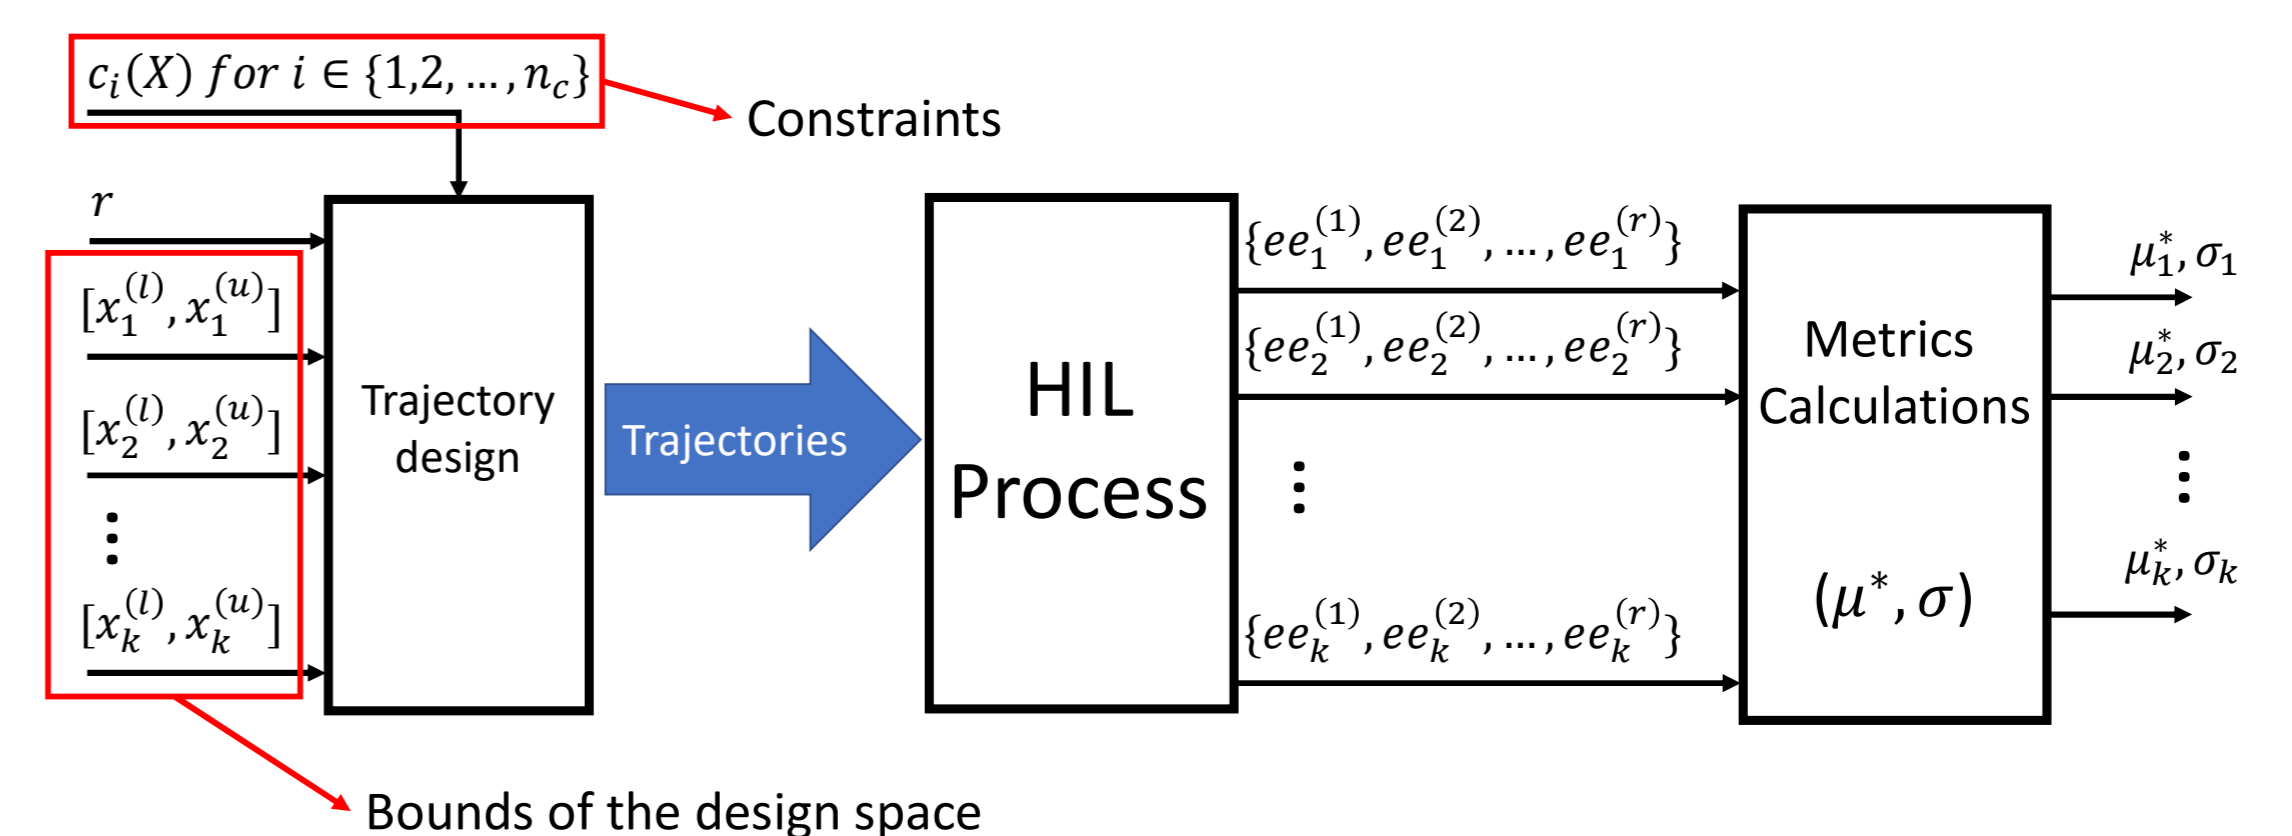 c_i(X) for i ∈ {1,2, … , n_c}
Constraints
r
[x_1^{(l)}, x_1^{(u)}]
[x_2^{(l)}, x_2^{(u)}]
⋮
[x_k^{(l)}, x_k^{(u)}]
Bounds of the design space
Trajectory
design
Trajectories
HIL
Process
{ee_1^{(1)}, ee_1^{(2)}, … , ee_1^{(r)}}
{ee_2^{(1)}, ee_2^{(2)}, … , ee_2^{(r)}}
⋮
{ee_k^{(1)}, ee_k^{(2)}, … , ee_k^{(r)}}
Metrics
Calculations
(μ^*, σ)
μ_1^*, σ_1
μ_2^*, σ_2
⋮
μ_k^*, σ_k